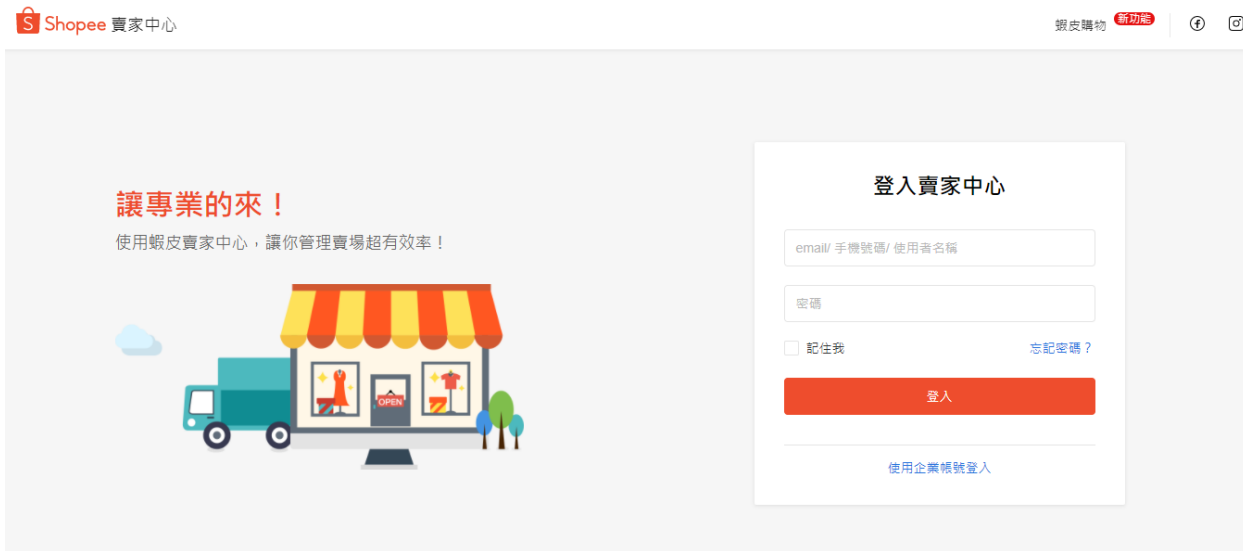 Shopee 賣家中心
蝦皮購物 新功能
讓專業的來！
使用蝦皮賣家中心，讓你管理賣場超有效率！
OPEN
登入賣家中心
email/ 手機號碼/ 使用者名稱
密碼
記住我 忘記密碼？
登入
使用企業帳號登入